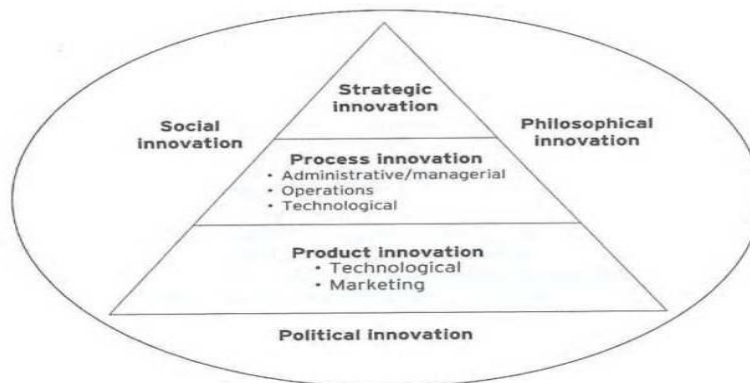 Strategic
innovation
Social
innovation
Philosophical
innovation
Process innovation
• Administrative/managerial
• Operations
• Technological
Product innovation
• Technological
• Marketing
Political innovation